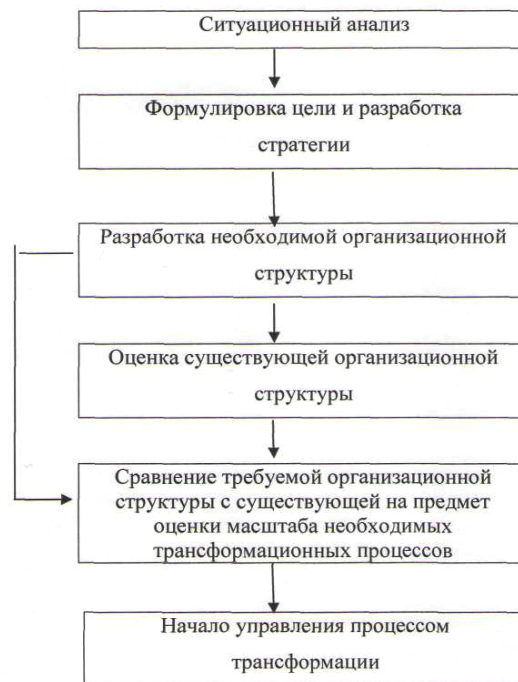 Ситуационный анализ
Формулировка цели и разработка
стратегии
Разработка необходимой организационной
структуры
Оценка существующей организационной
структуры
Сравнение требуемой организационной
структуры с существующей на предмет
оценки масштаба необходимых
трансформационных процессов
Начало управления процессом
трансформации